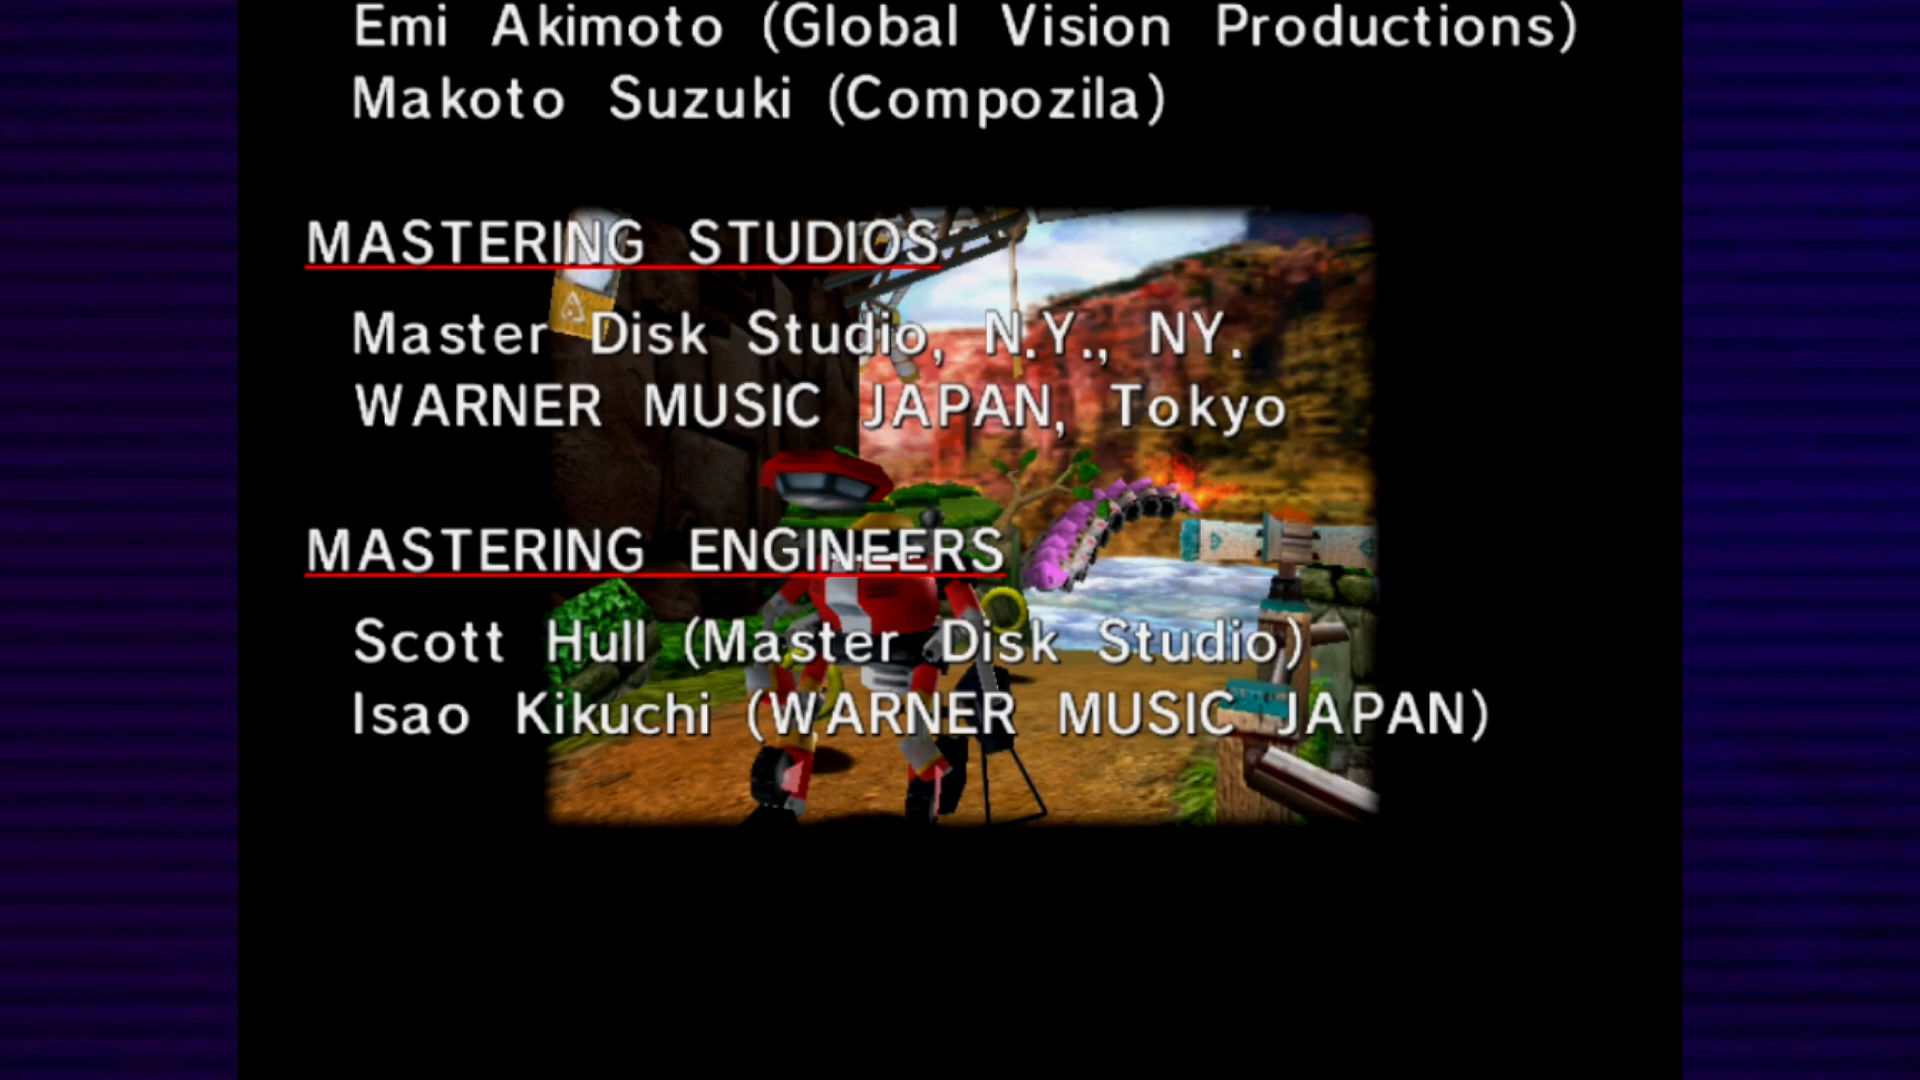 Emi Akimoto (Global Vision Productions)
Makoto Suzuki (Compozila)
MASTERING STUDIOS
Master Disk Studio, N.Y., NY.
WARNER MUSIC JAPAN, Tokyo
MASTERING ENGINEERS
Scott Hull (Master Disk Studio)
Isao Kikuchi (WARNER MUSIC JAPAN)